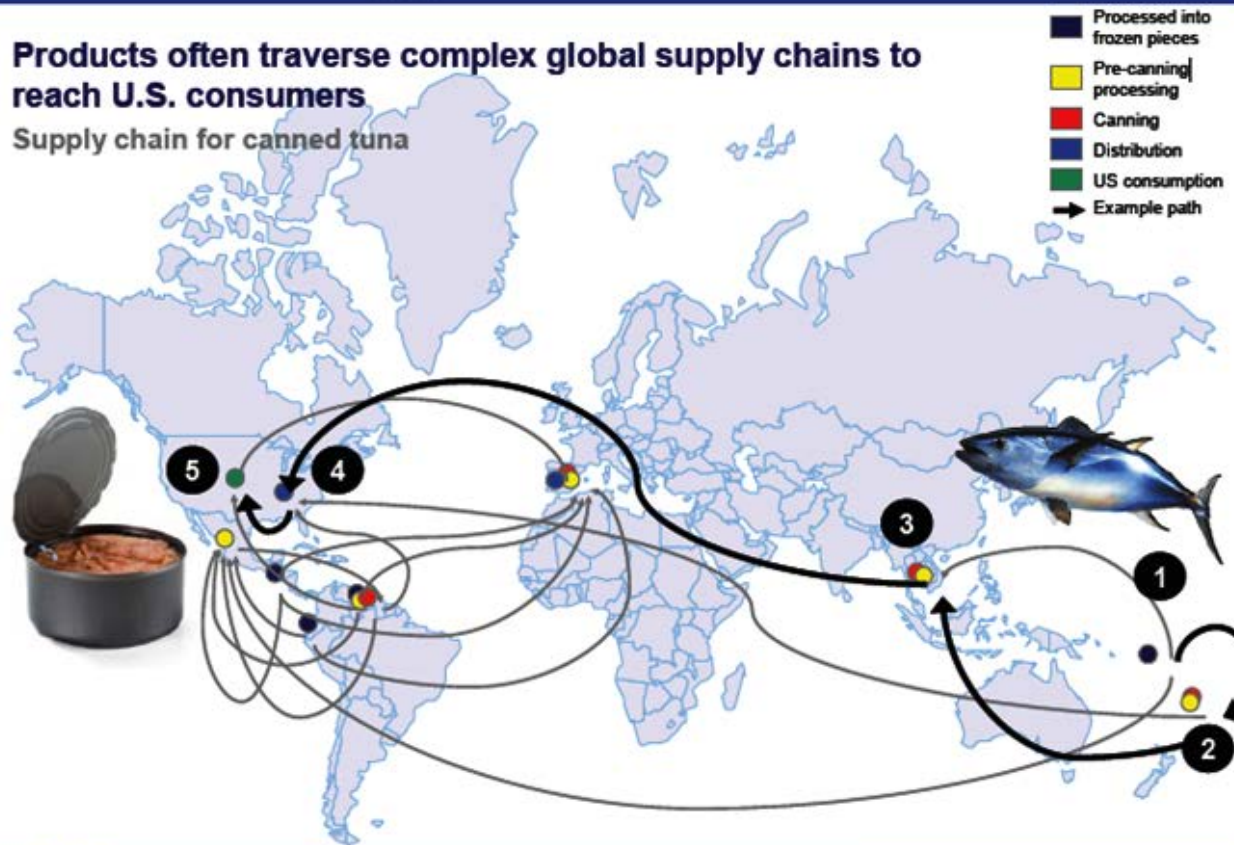 Products often traverse complex global supply chains to
reach U.S. consumers
Supply chain for canned tuna
Processed into
frozen pieces
Pre-canning
processing
Canning
Distribution
US consumption
Example path
5
4
3
1
2